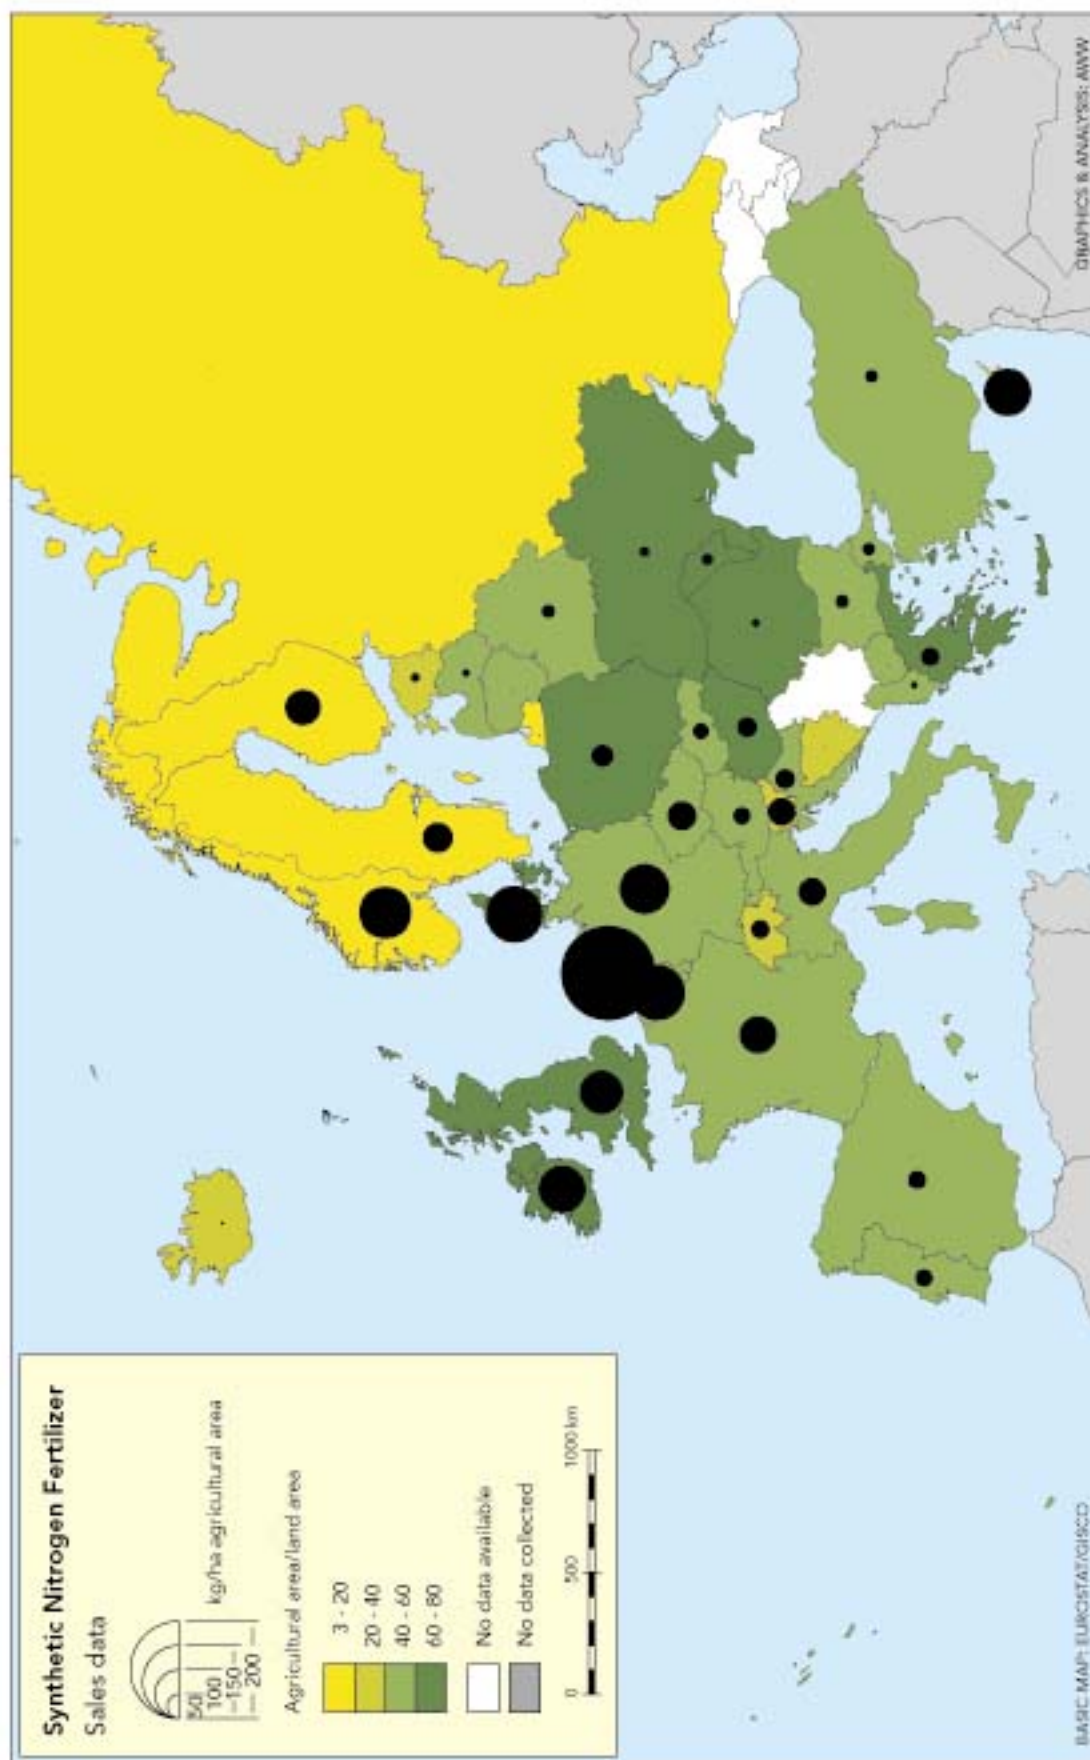 Synthetic Nitrogen Fertilizer
Sales data
50
100
150
200
kg/ha agricultural area
Agricultural area/land area
3 - 20
20 - 40
40 - 60
60 - 80
No data available
No data collected
0 500 1000 km
BASIC MAP: EUROSTAT/GISCO
GRAPHICS & ANALYSIS: AWW